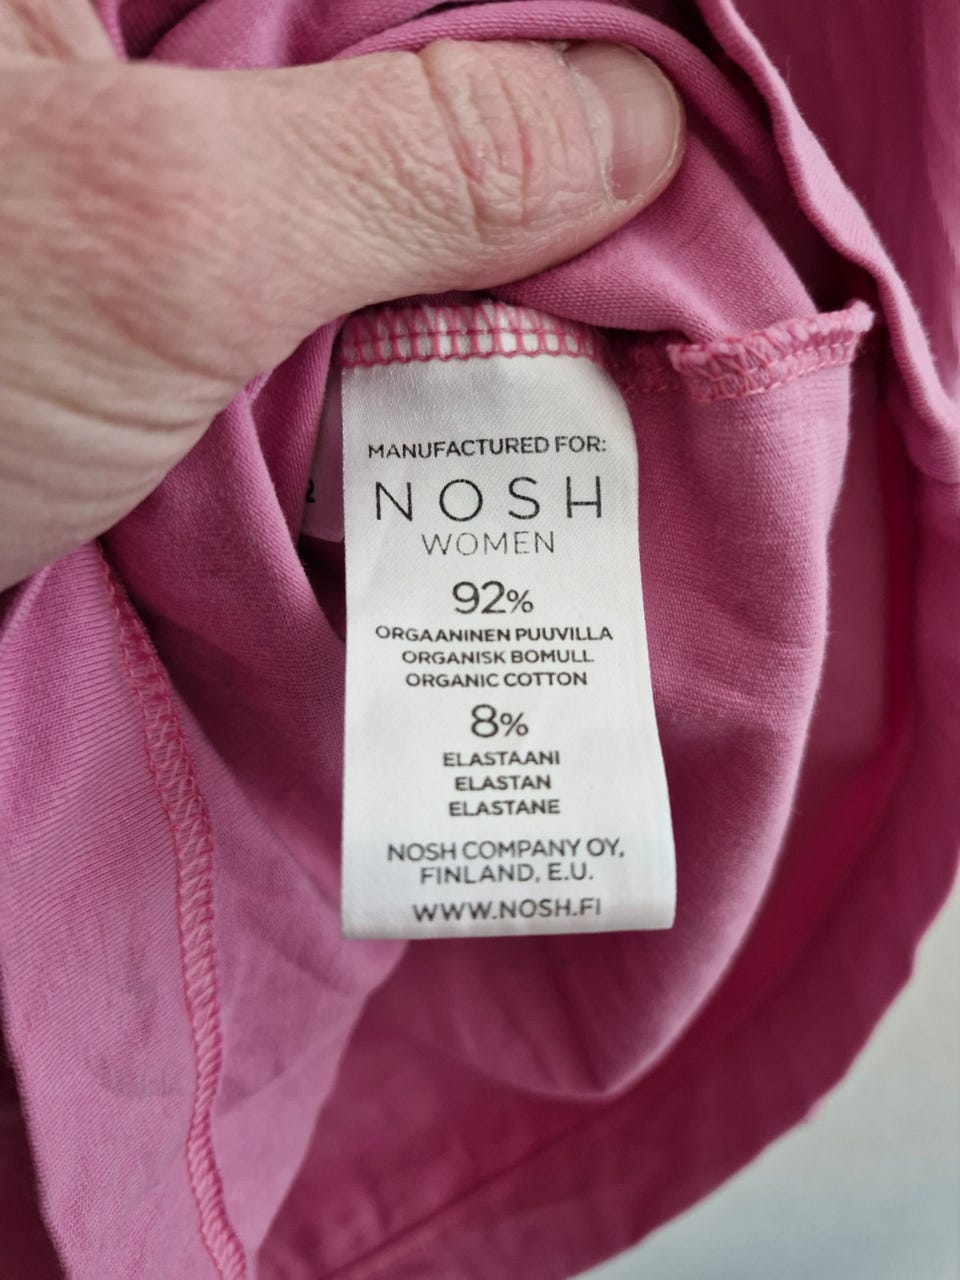 MANUFACTURED FOR:
NOSH
WOMEN
92%
ORGAANINEN PUUVILLA
ORGANISK BOMULL
ORGANIC COTTON
8%
ELASTAANI
ELASTAN
ELASTANE
NOSH COMPANY OY,
FINLAND, E.U.
WWW.NOSH.FI